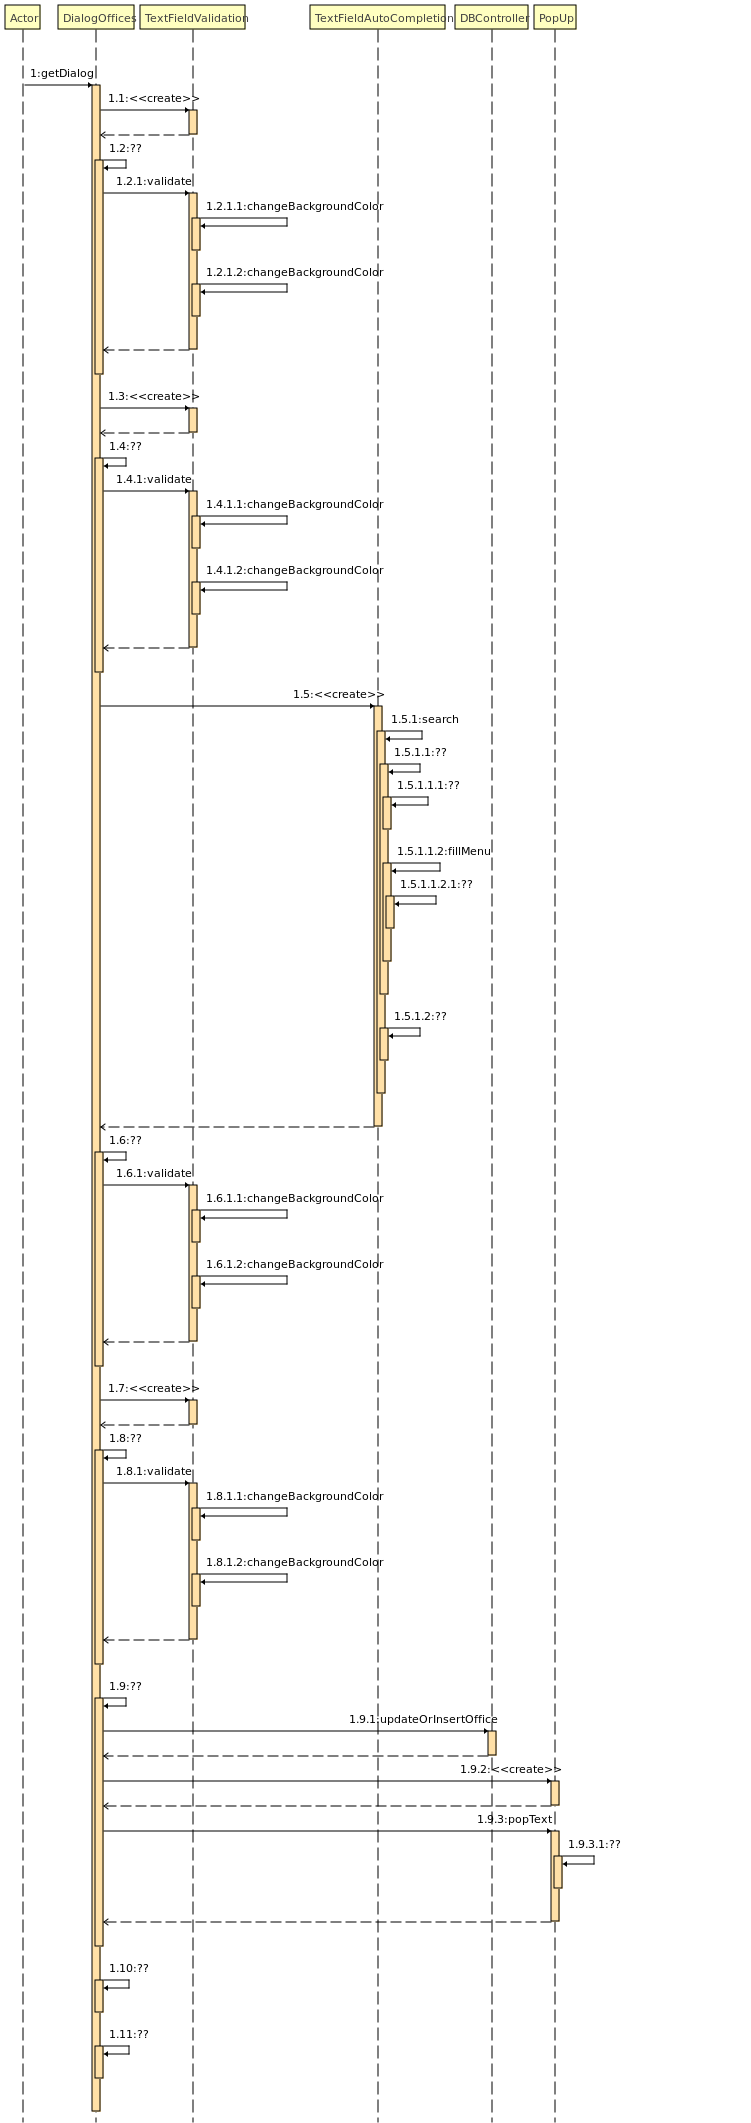 Actor DialogOffices TextFieldValidation TextFieldAutoCompletion DBController PopUp
1:getDialog
1.1:<<create>>
1.2:??
1.2.1:validate
1.2.1.1:changeBackgroundColor
1.2.1.2:changeBackgroundColor
1.3:<<create>>
1.4:??
1.4.1:validate
1.4.1.1:changeBackgroundColor
1.4.1.2:changeBackgroundColor
1.5:<<create>>
1.5.1:search
1.5.1.1:??
1.5.1.1.1:??
1.5.1.1.2:fillMenu
1.5.1.1.2.1:??
1.5.1.2:??
1.6:??
1.6.1:validate
1.6.1.1:changeBackgroundColor
1.6.1.2:changeBackgroundColor
1.7:<<create>>
1.8:??
1.8.1:validate
1.8.1.1:changeBackgroundColor
1.8.1.2:changeBackgroundColor
1.9:??
1.9.1:updateOrInsertOffice
1.9.2:<<create>>
1.9.3:popText
1.9.3.1:??
1.10:??
1.11:??